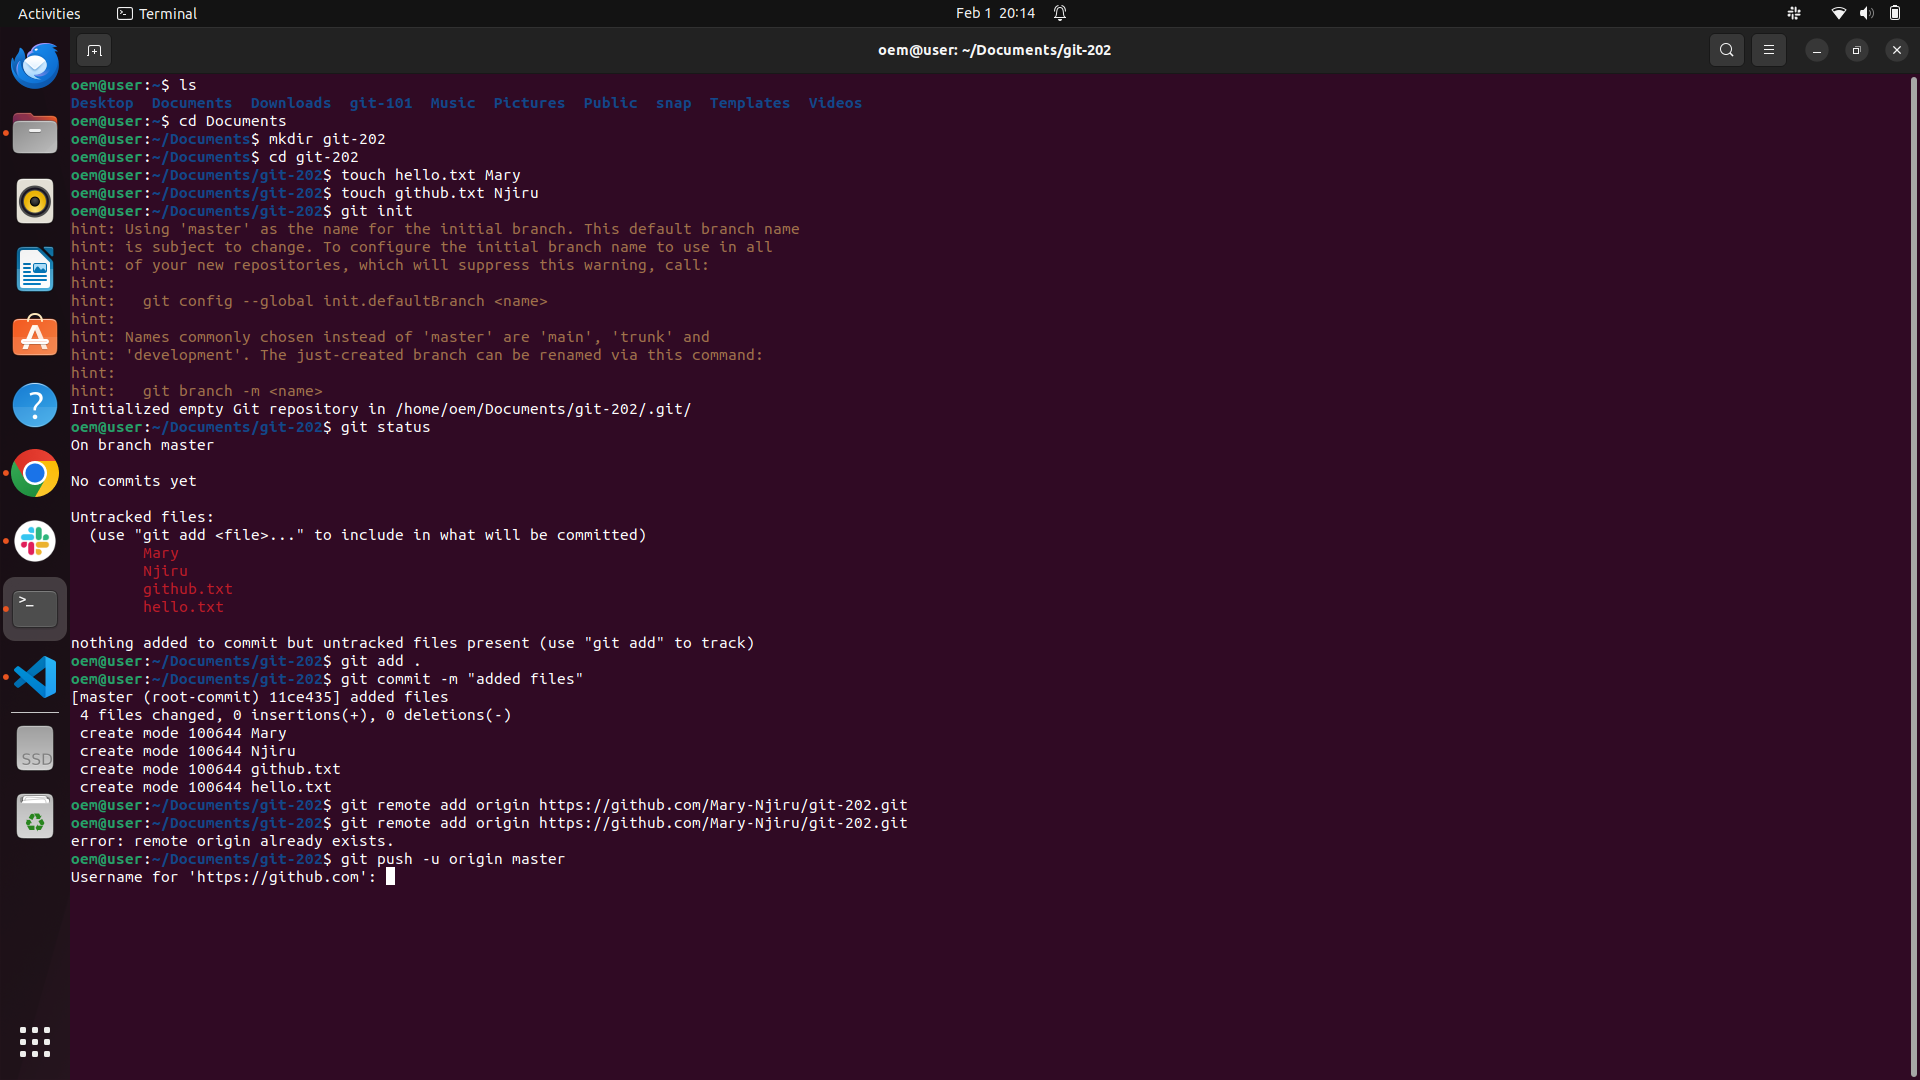 Activities
Terminal
Feb 1 20:14
oem@user: ~/Documents/git-202
oem@user:~$ ls
Desktop  Documents  Downloads  git-101  Music  Pictures  Public  snap  Templates  Videos
oem@user:~$ cd Documents
oem@user:~/Documents$ mkdir git-202
oem@user:~/Documents$ cd git-202
oem@user:~/Documents/git-202$ touch hello.txt Mary
oem@user:~/Documents/git-202$ touch github.txt Njiru
oem@user:~/Documents/git-202$ git init
hint: Using 'master' as the name for the initial branch. This default branch name
hint: is subject to change. To configure the initial branch name to use in all
hint: of your new repositories, which will suppress this warning, call:
hint:
hint:   git config --global init.defaultBranch <name>
hint:
hint: Names commonly chosen instead of 'master' are 'main', 'trunk' and
hint: 'development'. The just-created branch can be renamed via this command:
hint:
hint:   git branch -m <name>
Initialized empty Git repository in /home/oem/Documents/git-202/.git/
oem@user:~/Documents/git-202$ git status
On branch master
No commits yet
Untracked files:
  (use "git add <file>..." to include in what will be committed)
        Mary
        Njiru
        github.txt
        hello.txt
nothing added to commit but untracked files present (use "git add" to track)
oem@user:~/Documents/git-202$ git add .
oem@user:~/Documents/git-202$ git commit -m "added files"
[master (root-commit) 11ce435] added files
 4 files changed, 0 insertions(+), 0 deletions(-)
 create mode 100644 Mary
 create mode 100644 Njiru
 create mode 100644 github.txt
 create mode 100644 hello.txt
oem@user:~/Documents/git-202$ git remote add origin https://github.com/Mary-Njiru/git-202.git
oem@user:~/Documents/git-202$ git remote add origin https://github.com/Mary-Njiru/git-202.git
error: remote origin already exists.
oem@user:~/Documents/git-202$ git push -u origin master
Username for 'https://github.com':
SSD